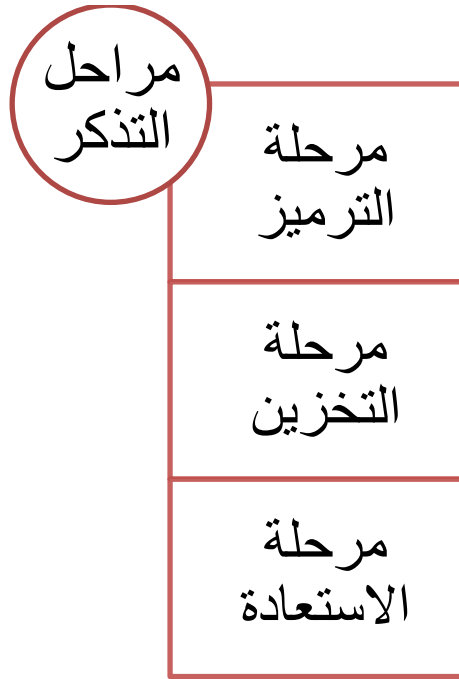 مراحل
التذكر
مرحلة
الترميز
مرحلة
التخزين
مرحلة
الاستعادة